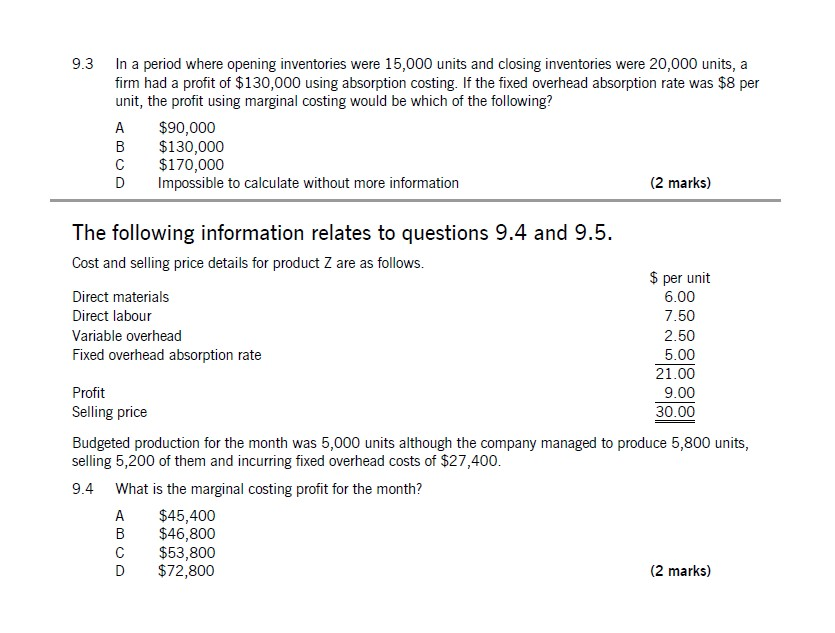 9.3 In a period where opening inventories were 15,000 units and closing inventories were 20,000 units, a
firm had a profit of $130,000 using absorption costing. If the fixed overhead absorption rate was $8 per
unit, the profit using marginal costing would be which of the following?
A $90,000
B $130,000
C $170,000
D Impossible to calculate without more information (2 marks)
The following information relates to questions 9.4 and 9.5.
Cost and selling price details for product Z are as follows.
$ per unit
Direct materials 6.00
Direct labour 7.50
Variable overhead 2.50
Fixed overhead absorption rate 5.00
21.00
Profit 9.00
Selling price 30.00
Budgeted production for the month was 5,000 units although the company managed to produce 5,800 units,
selling 5,200 of them and incurring fixed overhead costs of $27,400.
9.4 What is the marginal costing profit for the month?
A $45,400
B $46,800
C $53,800
D $72,800 (2 marks)